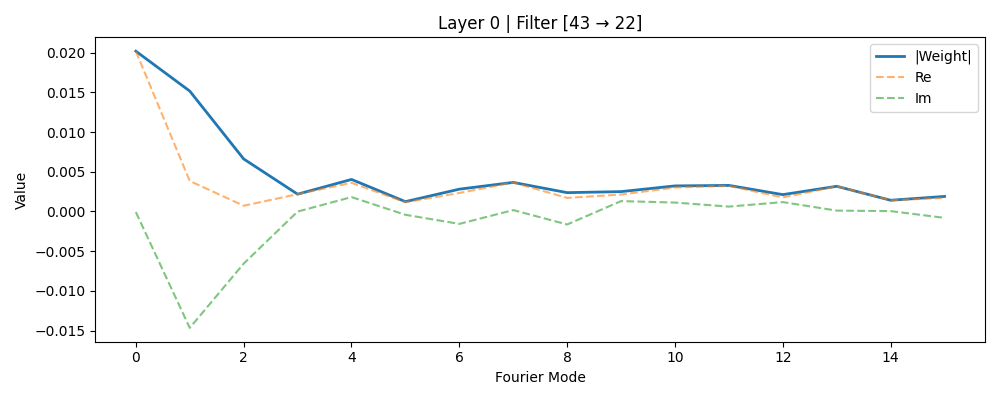 Layer 0 | Filter [43 → 22]
Value
0.020
0.015
0.010
0.005
0.000
−0.005
−0.010
−0.015
|Weight|
Re
Im
0 2 4 6 8 10 12 14
Fourier Mode